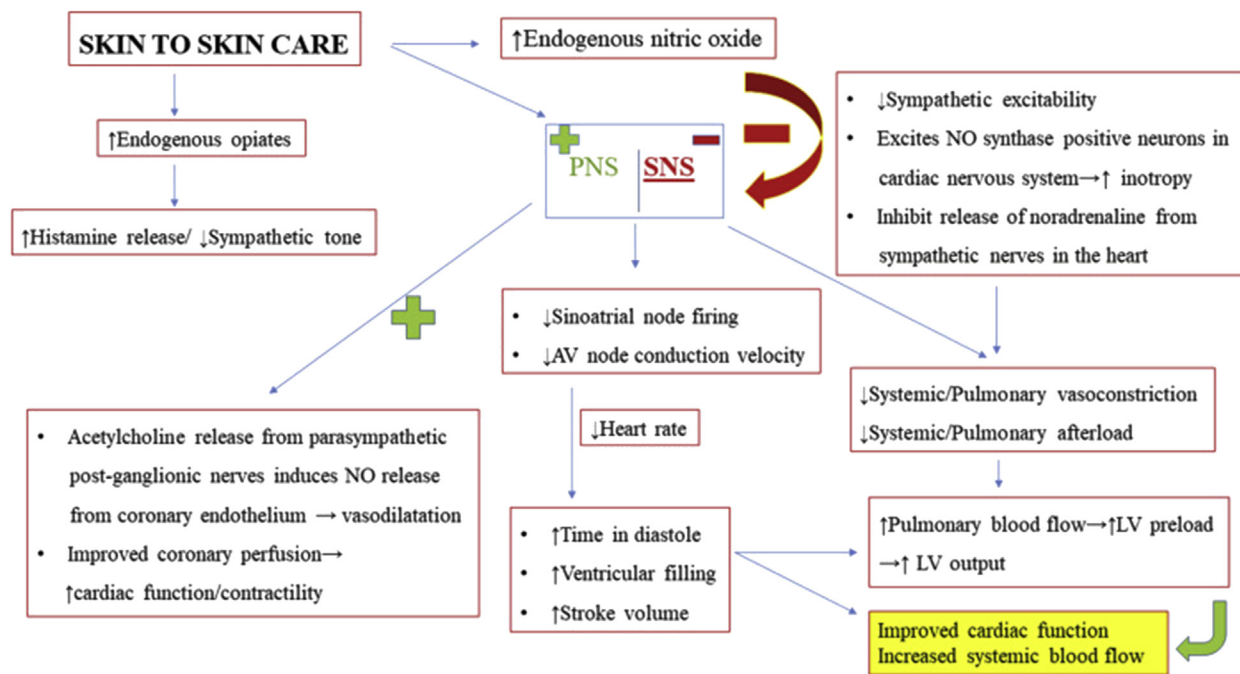 SKIN TO SKIN CARE
↑Endogenous nitric oxide
↑Endogenous opiates
↑Histamine release/ ↓Sympathetic tone
PNS
SNS
• ↓Sympathetic excitability
• Excites NO synthase positive neurons in
cardiac nervous system→↑ inotropy
• Inhibit release of noradrenaline from
sympathetic nerves in the heart
• ↓Sinoatrial node firing
• ↓AV node conduction velocity
↓Heart rate
↓Systemic/Pulmonary vasoconstriction
↓Systemic/Pulmonary afterload
• Acetylcholine release from parasympathetic
post-ganglionic nerves induces NO release
from coronary endothelium → vasodilatation
• Improved coronary perfusion→
↑cardiac function/contractility
• ↑Time in diastole
• ↑Ventricular filling
• ↑Stroke volume
↑Pulmonary blood flow→↑LV preload
→↑ LV output
Improved cardiac function
Increased systemic blood flow